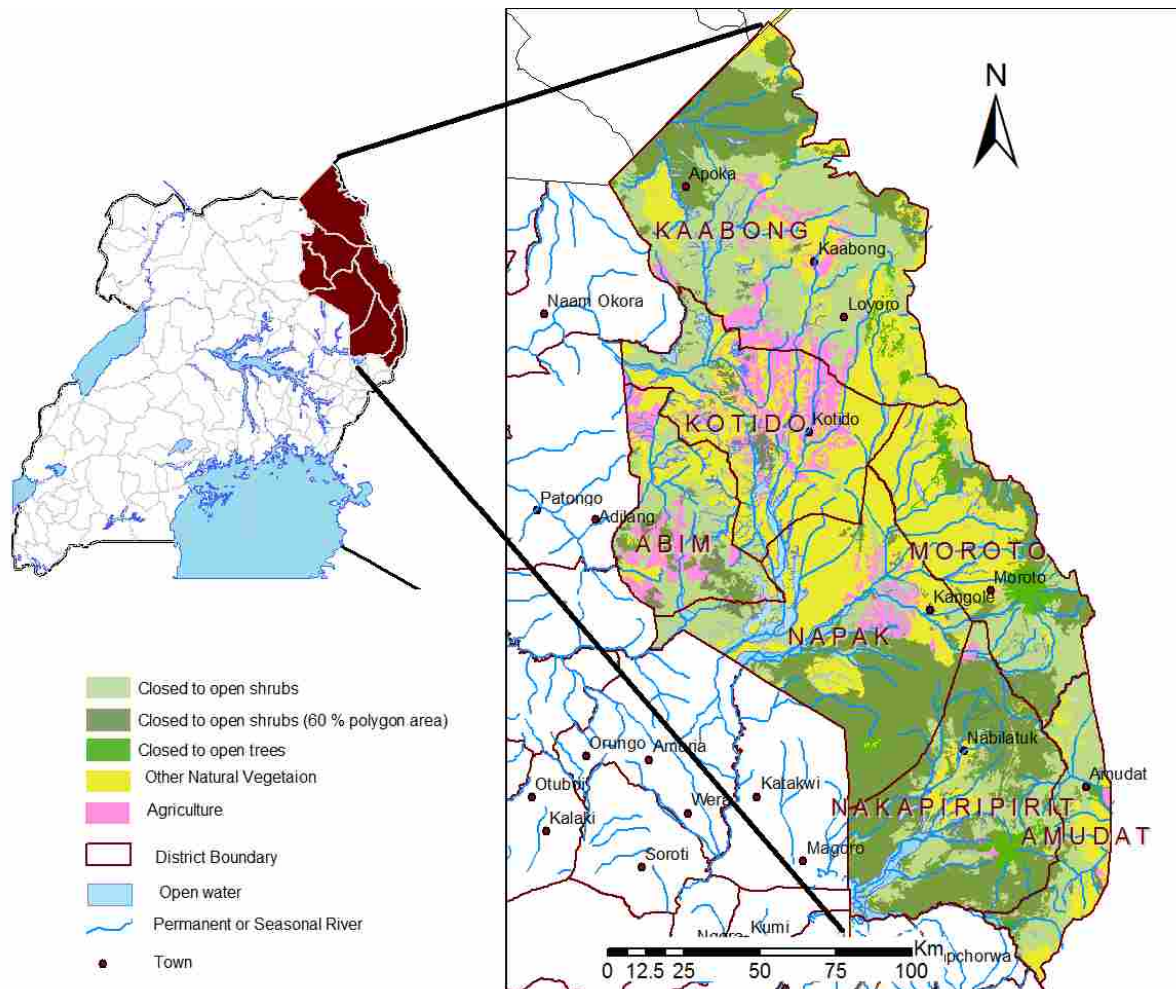 N
Apoka
KAABONG
Kaabong
Naam Okora
Loyoro
KOTIDO
Kotido
Patongo
Adilang
ABIM
MOROTO
Moroto
Kangole
NAPAK
Closed to open shrubs
Closed to open shrubs (60 % polygon area)
Closed to open trees
Other Natural Vegetaion
Agriculture
District Boundary
Open water
Permanent or Seasonal River
Town
Nabilatuk
Orungo
Amuria
Otuboi
Katakwi
Amudat
Wera
NAKAPIRIPIRIT
Kalaki
AMUDAT
Soroti
Magoro
Kumi
Km
0 12.5 25 50 75 100